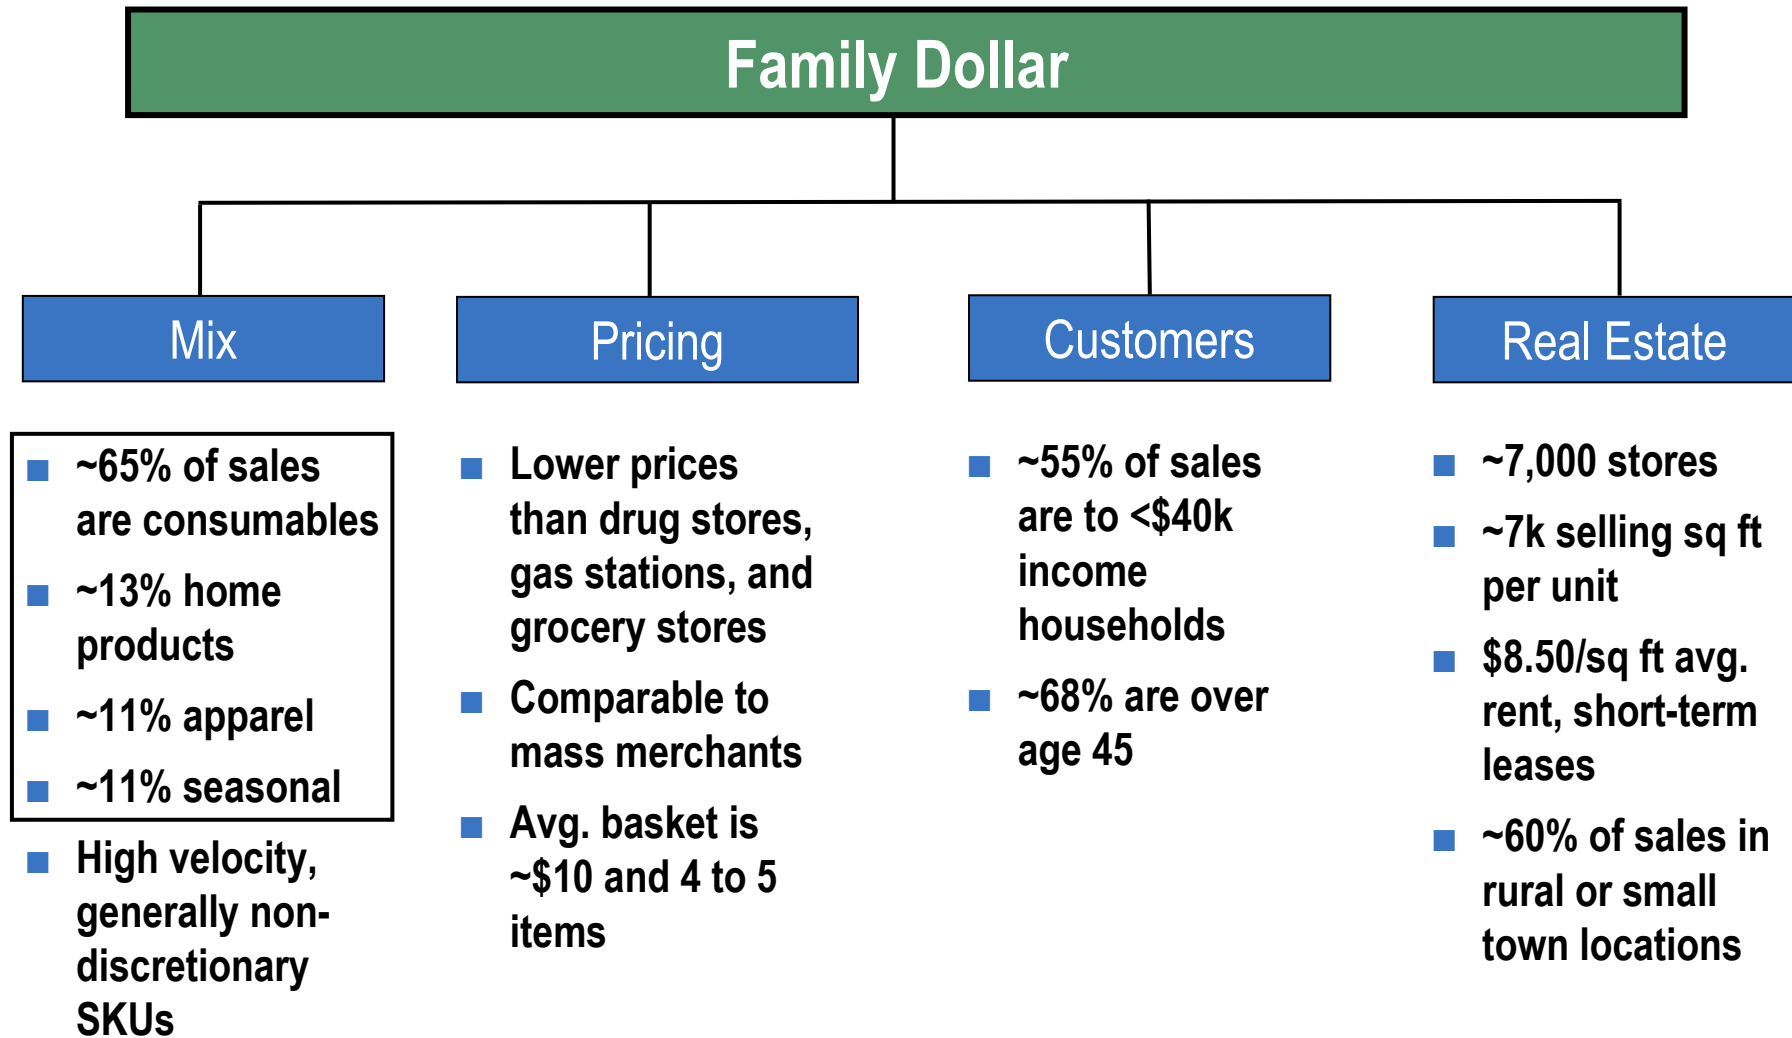 Family Dollar
Mix
~65% of sales
are consumables
~13% home
products
~11% apparel
~11% seasonal
High velocity,
generally non-
discretionary
SKUs
Pricing
Lower prices
than drug stores,
gas stations, and
grocery stores
Comparable to
mass merchants
Avg. basket is
~$10 and 4 to 5
items
Customers
~55% of sales
are to <$40k
income
households
~68% are over
age 45
Real Estate
~7,000 stores
~7k selling sq ft
per unit
$8.50/sq ft avg.
rent, short-term
leases
~60% of sales in
rural or small
town locations